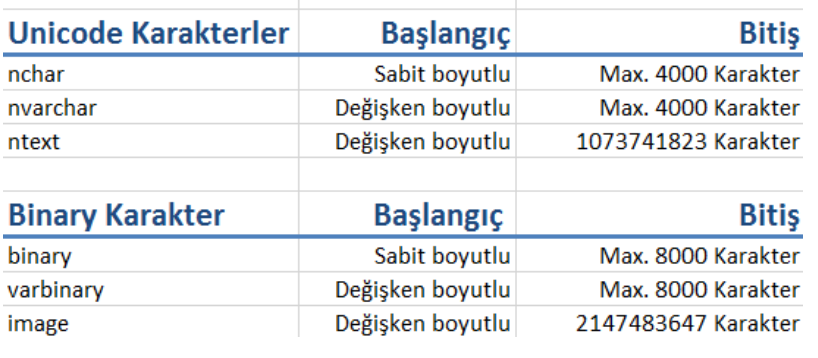 Unicode Karakterler Başlangıç Bitiş
nchar Sabit boyutlu Max. 4000 Karakter
nvarchar Değişken boyutlu Max. 4000 Karakter
ntext Değişken boyutlu 1073741823 Karakter
Binary Karakter Başlangıç Bitiş
binary Sabit boyutlu Max. 8000 Karakter
varbinary Değişken boyutlu Max. 8000 Karakter
image Değişken boyutlu 2147483647 Karakter